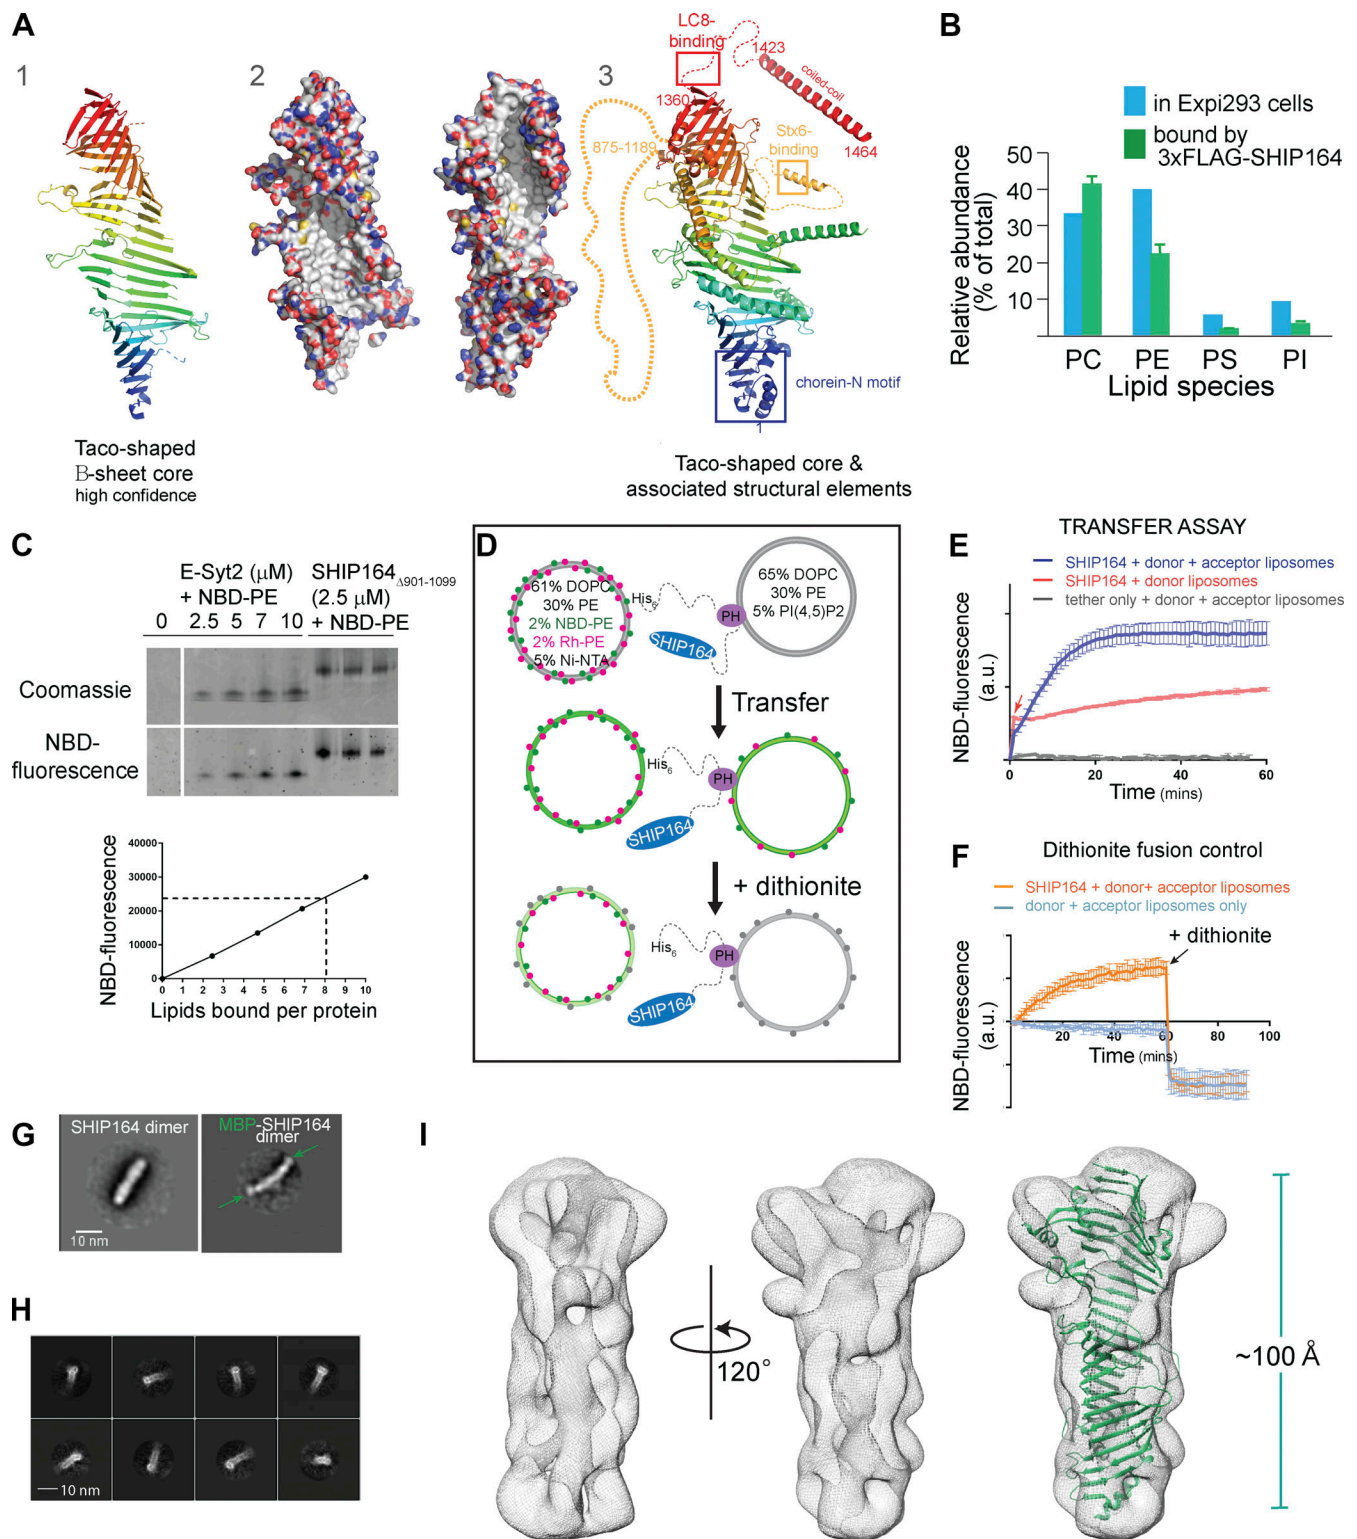 A
1
2
3
LC8-
binding
1423
coiled-coil
1360
1464
875-1189
Stx6-
binding
chorein-N motif
1
Taco-shaped
B-sheet core
high confidence
Taco-shaped core &
associated structural elements
B
in Expi293 cells
bound by
3xFLAG-SHIP164
Relative abundance
(% of total)
50
40
30
20
10
PC PE PS PI
Lipid species
C
E-Syt2 (μM)
+ NBD-PE
SHIP164Δ901-1099
(2.5 μM)
+ NBD-PE
0 2.5 5 7 10
Coomassie
NBD-
fluorescence
NBD-fluorescence
40000
30000
20000
10000
0
0 1 2 3 4 5 6 7 8 9 10
Lipids bound per protein
D
61% DOPC
30% PE
2% NBD-PE
2% Rh-PE
5% Ni-NTA
His6
PH
SHIP164
65% DOPC
30% PE
5% PI(4,5)P2
Transfer
His6
PH
SHIP164
+ dithionite
His6
PH
SHIP164
E
TRANSFER ASSAY
SHIP164 + donor + acceptor liposomes
SHIP164 + donor liposomes
tether only + donor + acceptor liposomes
NBD-fluorescence
(a.u.)
0 20 40 60
Time (mins)
F
Dithionite fusion control
SHIP164 + donor+ acceptor liposomes
donor + acceptor liposomes only
+ dithionite
NBD-fluorescence
(a.u.)
20 40 60 80 100
Time (mins)
G
SHIP164 dimer
10 nm
MBP-SHIP164
dimer
H
10 nm
I
120°
~100 Å